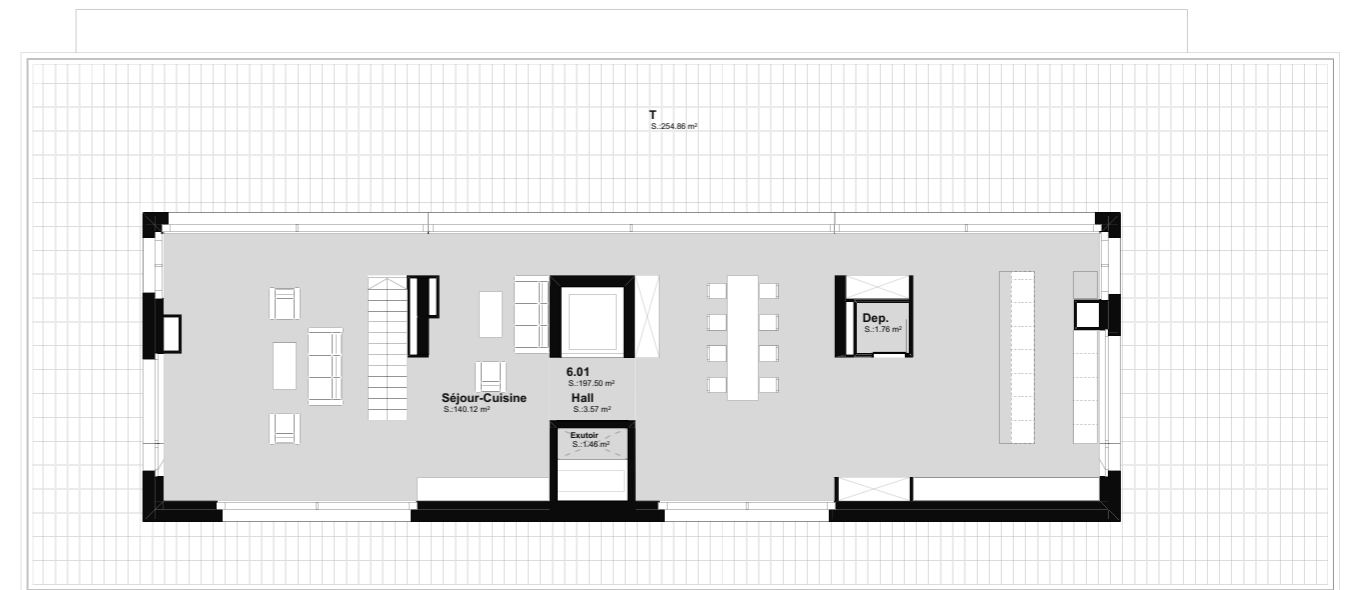 T
S.:254.86 m²
Dep.
S.:1.76 m²
6.01
S.:197.50 m²
Séjour-Cuisine
S.:140.12 m²
Hall
S.:3.57 m²
Exutoir
S.:1.46 m²